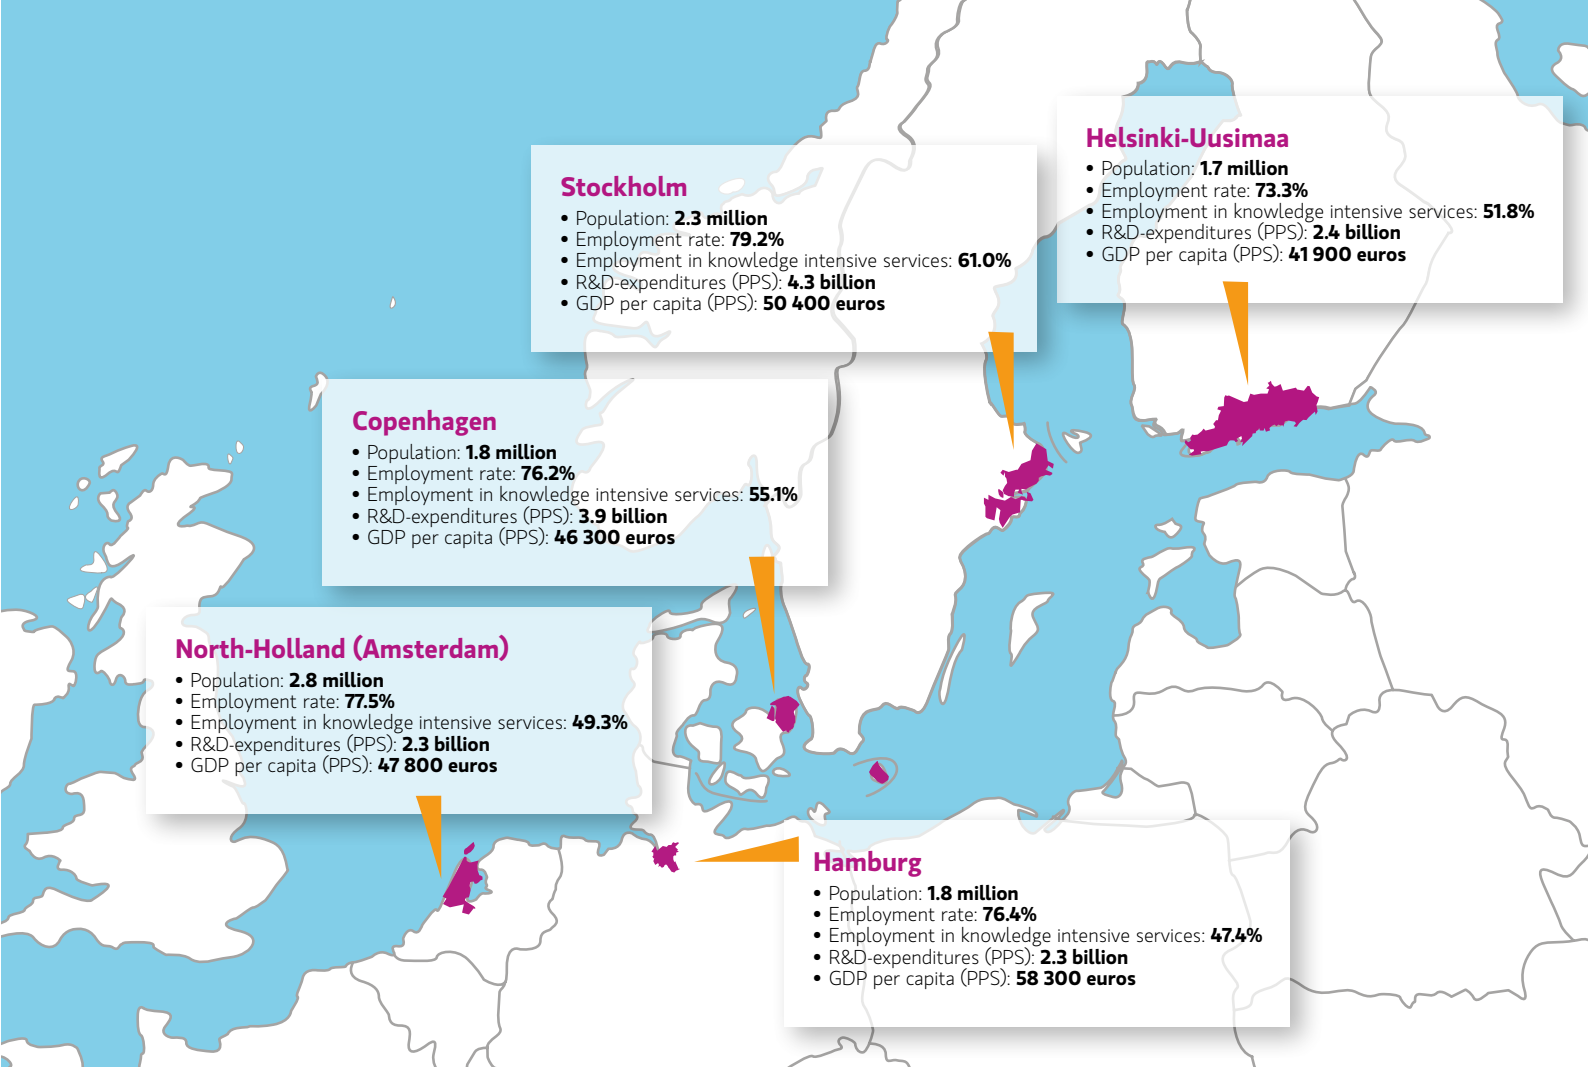 Helsinki-Uusimaa
• Population: 1.7 million
• Employment rate: 73.3%
• Employment in knowledge intensive services: 51.8%
• R&D-expenditures (PPS): 2.4 billion
• GDP per capita (PPS): 41 900 euros
Stockholm
• Population: 2.3 million
• Employment rate: 79.2%
• Employment in knowledge intensive services: 61.0%
• R&D-expenditures (PPS): 4.3 billion
• GDP per capita (PPS): 50 400 euros
Copenhagen
• Population: 1.8 million
• Employment rate: 76.2%
• Employment in knowledge intensive services: 55.1%
• R&D-expenditures (PPS): 3.9 billion
• GDP per capita (PPS): 46 300 euros
North-Holland (Amsterdam)
• Population: 2.8 million
• Employment rate: 77.5%
• Employment in knowledge intensive services: 49.3%
• R&D-expenditures (PPS): 2.3 billion
• GDP per capita (PPS): 47 800 euros
Hamburg
• Population: 1.8 million
• Employment rate: 76.4%
• Employment in knowledge intensive services: 47.4%
• R&D-expenditures (PPS): 2.3 billion
• GDP per capita (PPS): 58 300 euros